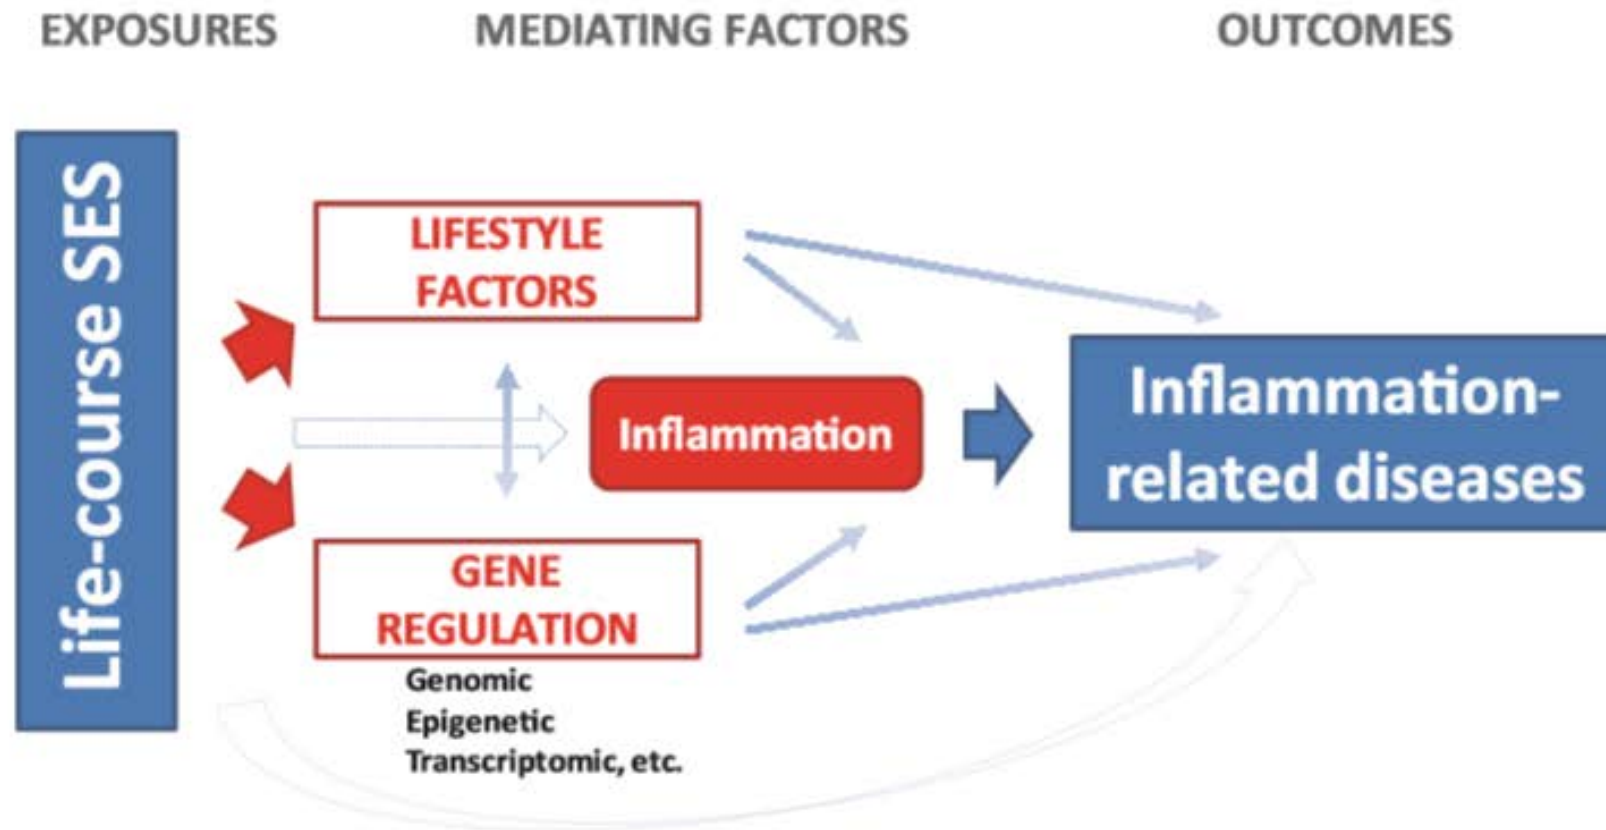 EXPOSURES
MEDIATING FACTORS
OUTCOMES
Life-course SES
LIFESTYLE
FACTORS
Inflammation
Inflammation-
related diseases
GENE
REGULATION
Genomic
Epigenetic
Transcriptomic, etc.